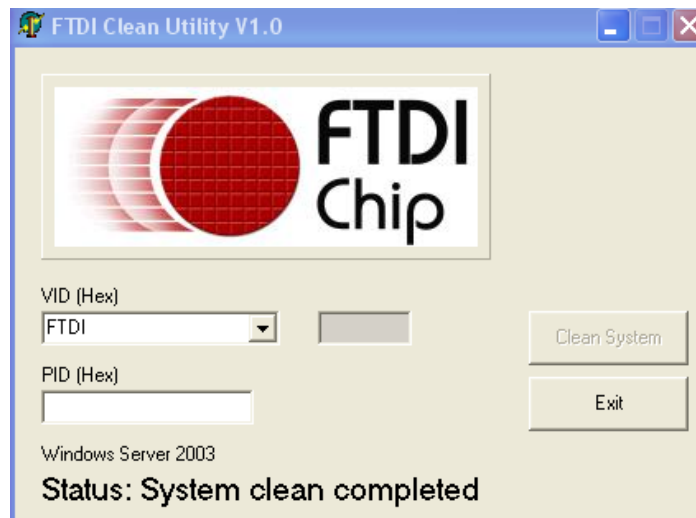 FTDI Clean Utility V1.0
FTDI
Chip
VID (Hex)
FTDI
Clean System
PID (Hex)
Exit
Windows Server 2003
Status: System clean completed